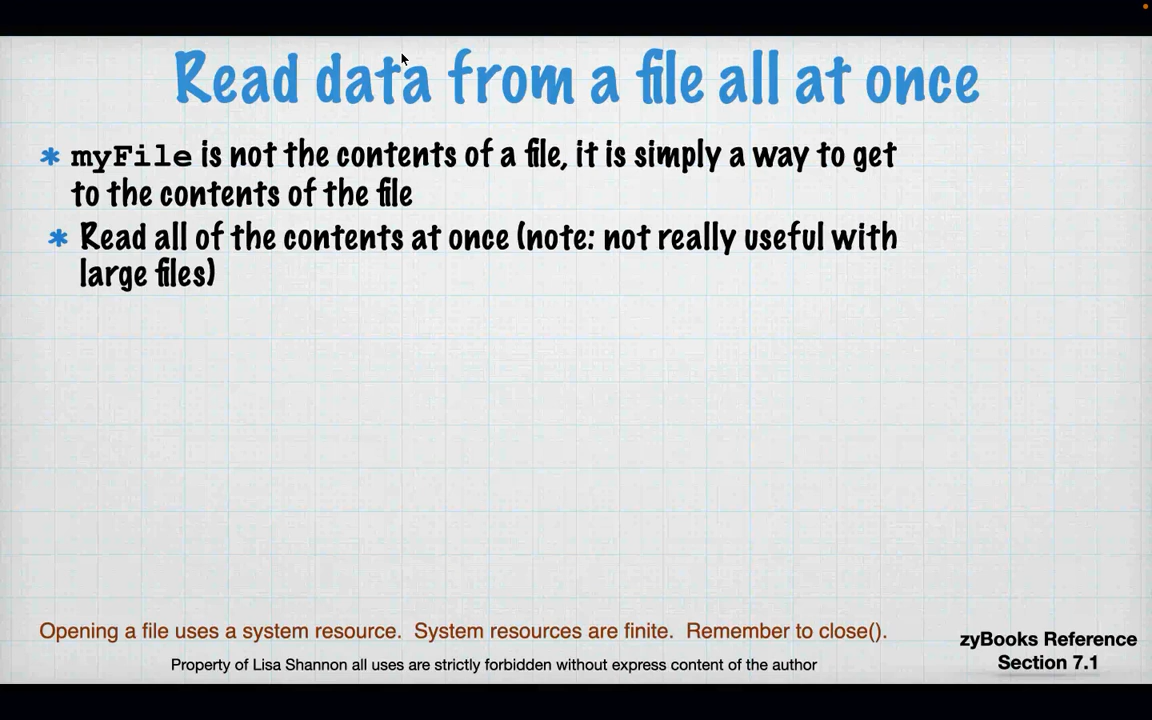 Read data from a file all at once
* myFile is not the contents of a file, it is simply a way to get
to the contents of the file
* Read all of the contents at once (note: not really useful with
large files)
Opening a file uses a system resource.  System resources are finite.  Remember to close().
Property of Lisa Shannon all uses are strictly forbidden without express content of the author
zyBooks Reference
Section 7.1